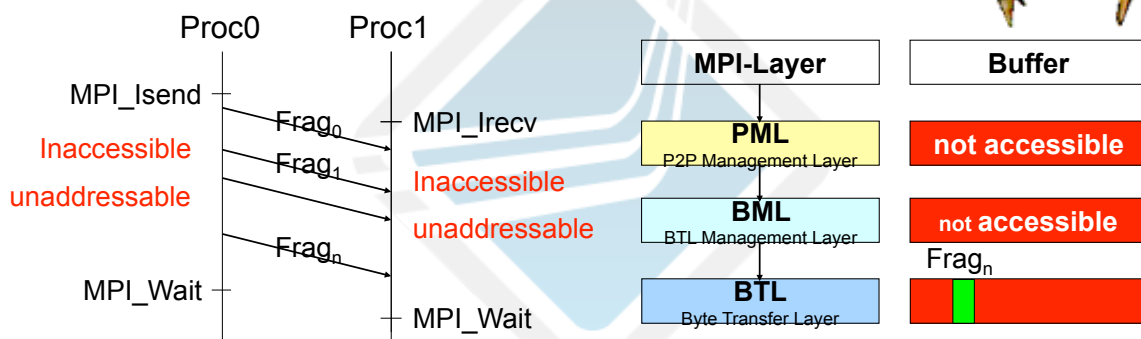 Proc0
Proc1
MPI_Isend
Frag0
MPI_Irecv
Inaccessible
Frag1
Inaccessible
unaddressable
unaddressable
Fragn
MPI_Wait
MPI_Wait
MPI-Layer
Buffer
PML
P2P Management Layer
not accessible
BML
BTL Management Layer
not accessible
Fragn
BTL
Byte Transfer Layer